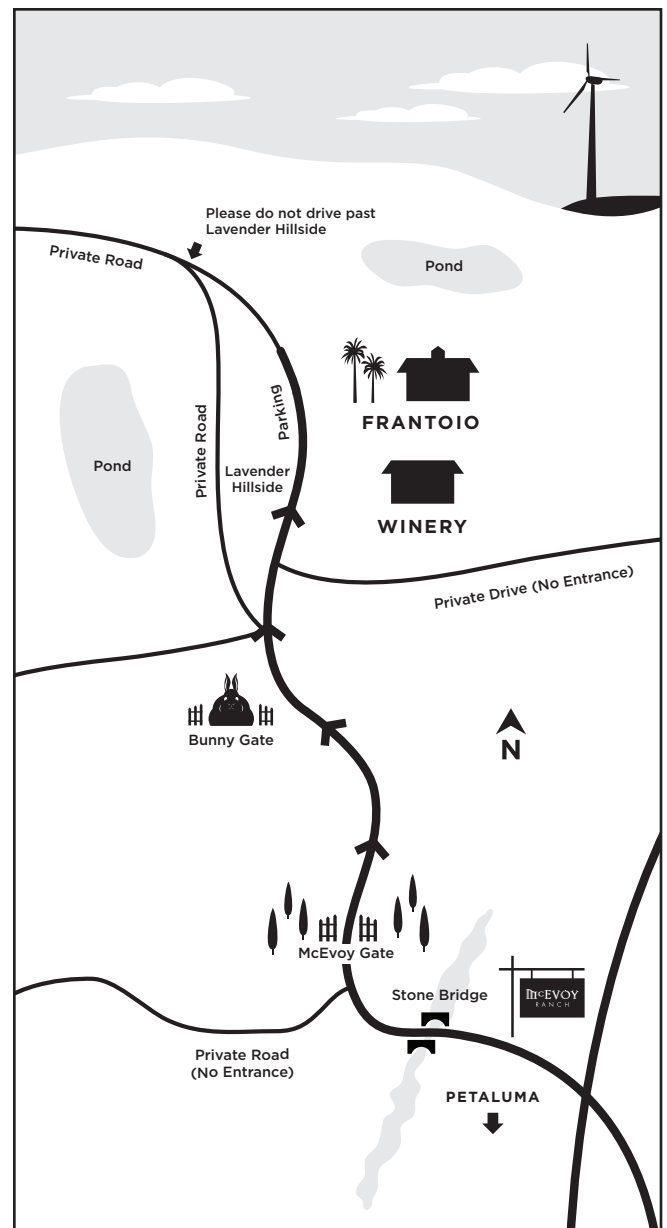 Please do not drive past
Lavender Hillside
Private Road
Pond
FRANTOIO
Parking
Private Road
Pond
Lavender
Hillside
WINERY
Private Drive (No Entrance)
Bunny Gate
N
McEvoy Gate
Stone Bridge
McEVOY
RANCH
Private Road
(No Entrance)
PETALUMA